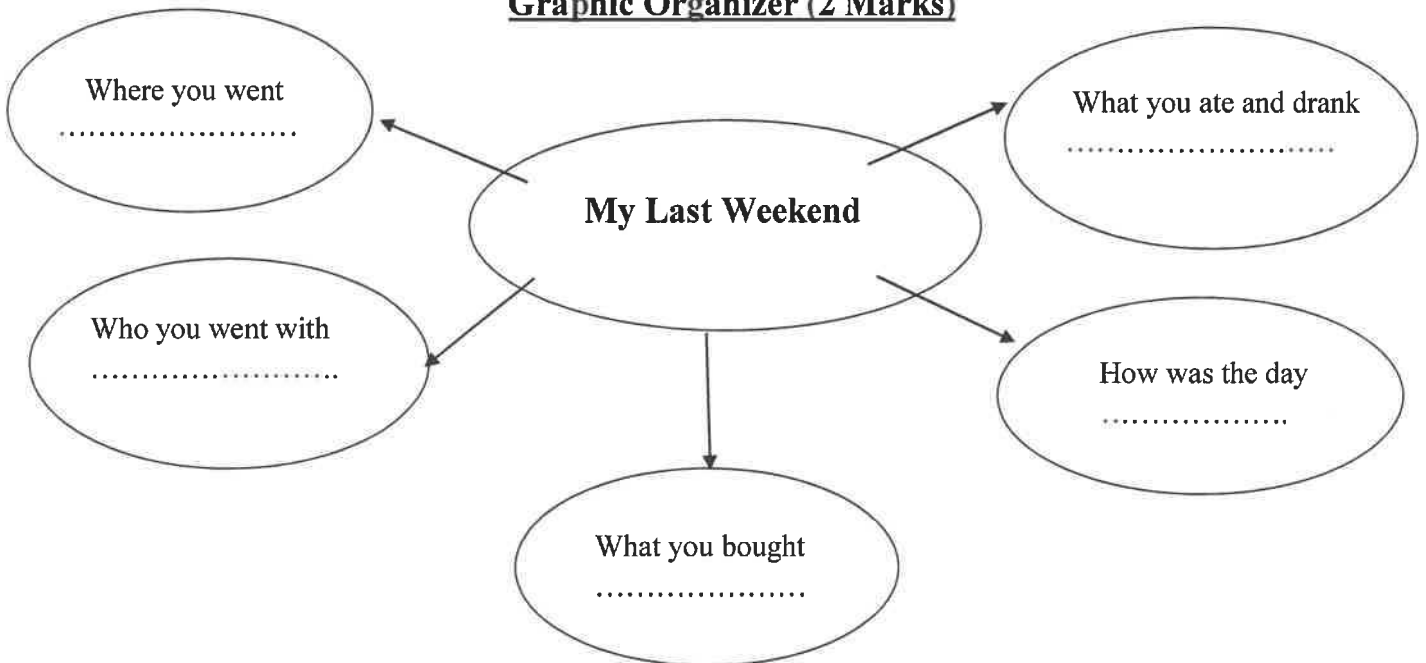 Graphic Organizer (2 Marks)
Where you went
........................
What you ate and drank
...........................
My Last Weekend
Who you went with
.........................
How was the day
...................
What you bought
.....................